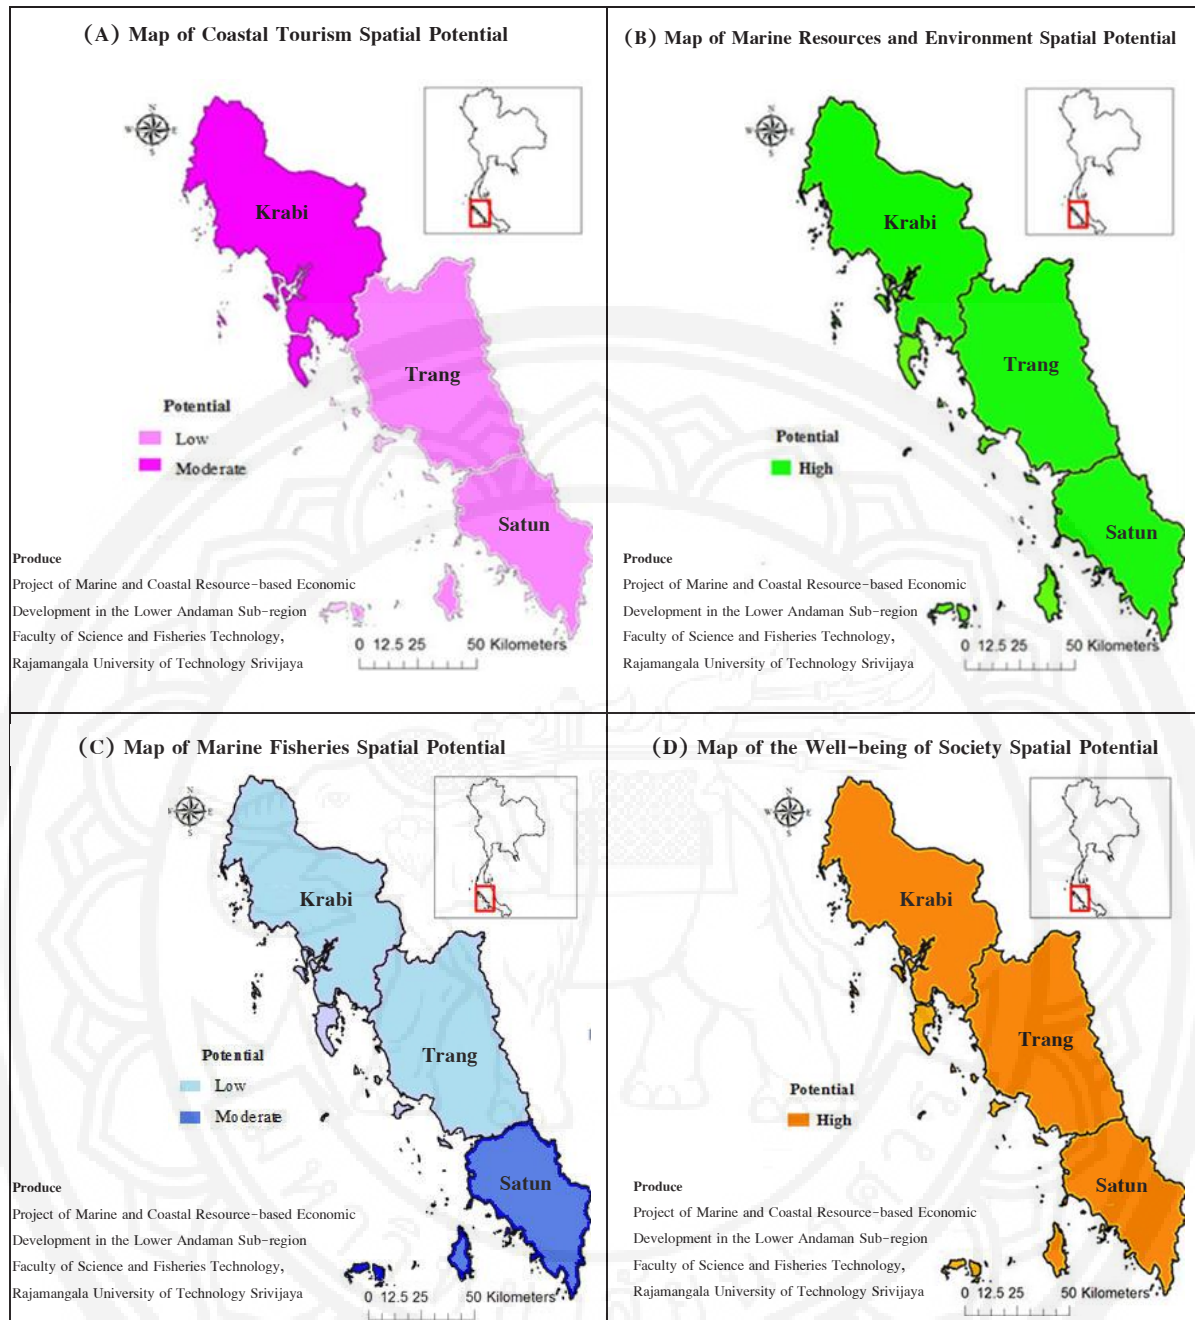 (A) Map of Coastal Tourism Spatial Potential
N
W
E
S
Krabi
Trang
Satun
Potential
Low
Moderate
Produce
Project of Marine and Coastal Resource-based Economic
Development in the Lower Andaman Sub-region
Faculty of Science and Fisheries Technology,
Rajamangala University of Technology Srivijaya
0 12.5 25 50 Kilometers
(B) Map of Marine Resources and Environment Spatial Potential
N
W
E
S
Krabi
Trang
Satun
Potential
High
Produce
Project of Marine and Coastal Resource-based Economic
Development in the Lower Andaman Sub-region
Faculty of Science and Fisheries Technology,
Rajamangala University of Technology Srivijaya
0 12.5 25 50 Kilometers
(C) Map of Marine Fisheries Spatial Potential
N
W
E
S
Krabi
Trang
Satun
Potential
Low
Moderate
Produce
Project of Marine and Coastal Resource-based Economic
Development in the Lower Andaman Sub-region
Faculty of Science and Fisheries Technology,
Rajamangala University of Technology Srivijaya
0 12.5 25 50 Kilometers
(D) Map of the Well-being of Society Spatial Potential
N
W
E
S
Krabi
Trang
Satun
Potential
High
Produce
Project of Marine and Coastal Resource-based Economic
Development in the Lower Andaman Sub-region
Faculty of Science and Fisheries Technology,
Rajamangala University of Technology Srivijaya
0 12.5 25 50 Kilometers